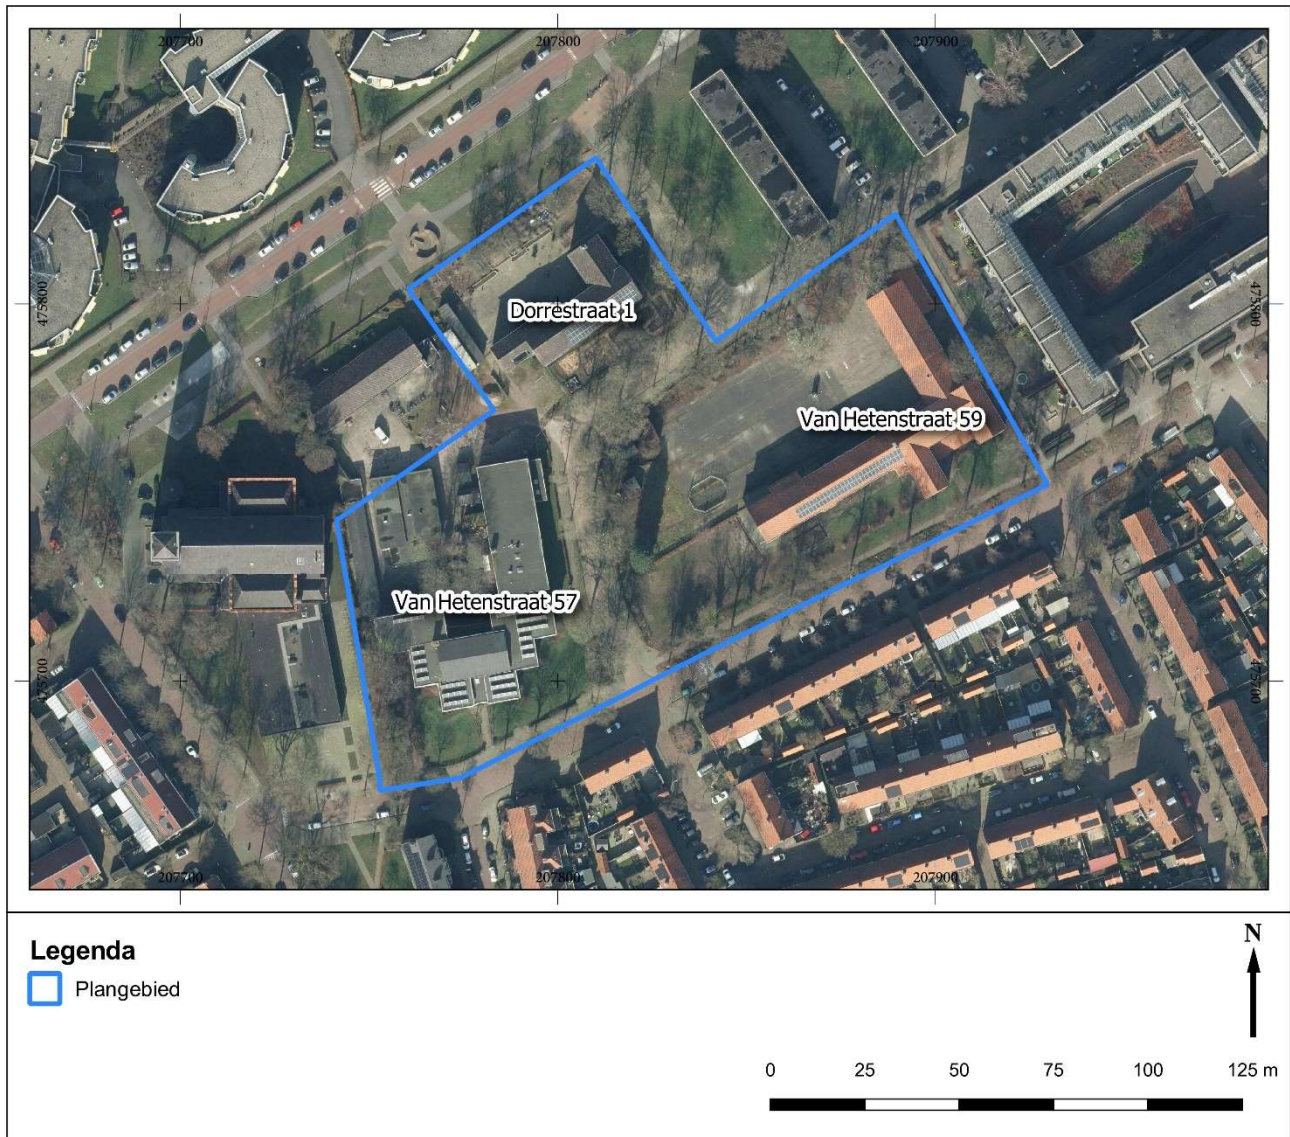 207700 207800 207900
475800 475800
Dorrestraat 1
Van Hetenstraat 59
Van Hetenstraat 57
475700 475700
207700 207800 207900
Legenda
Plangebied
N
0 25 50 75 100 125 m